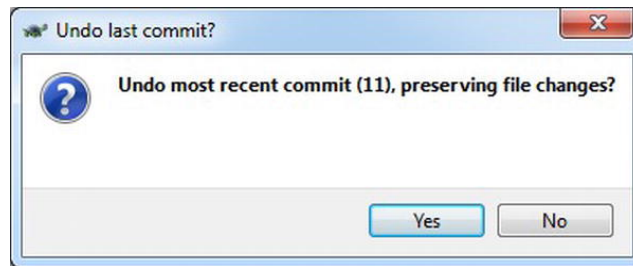 Undo last commit?
Undo most recent commit (11), preserving file changes?
Yes
No